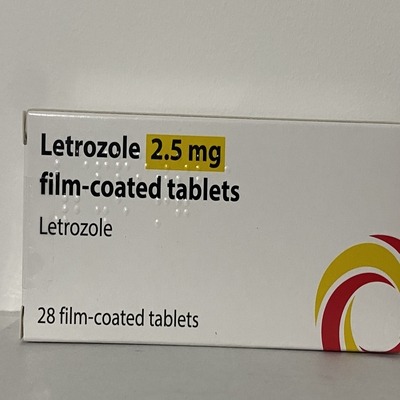 Letrozole 2.5 mg
film-coated tablets
Letrozole
28 film-coated tablets